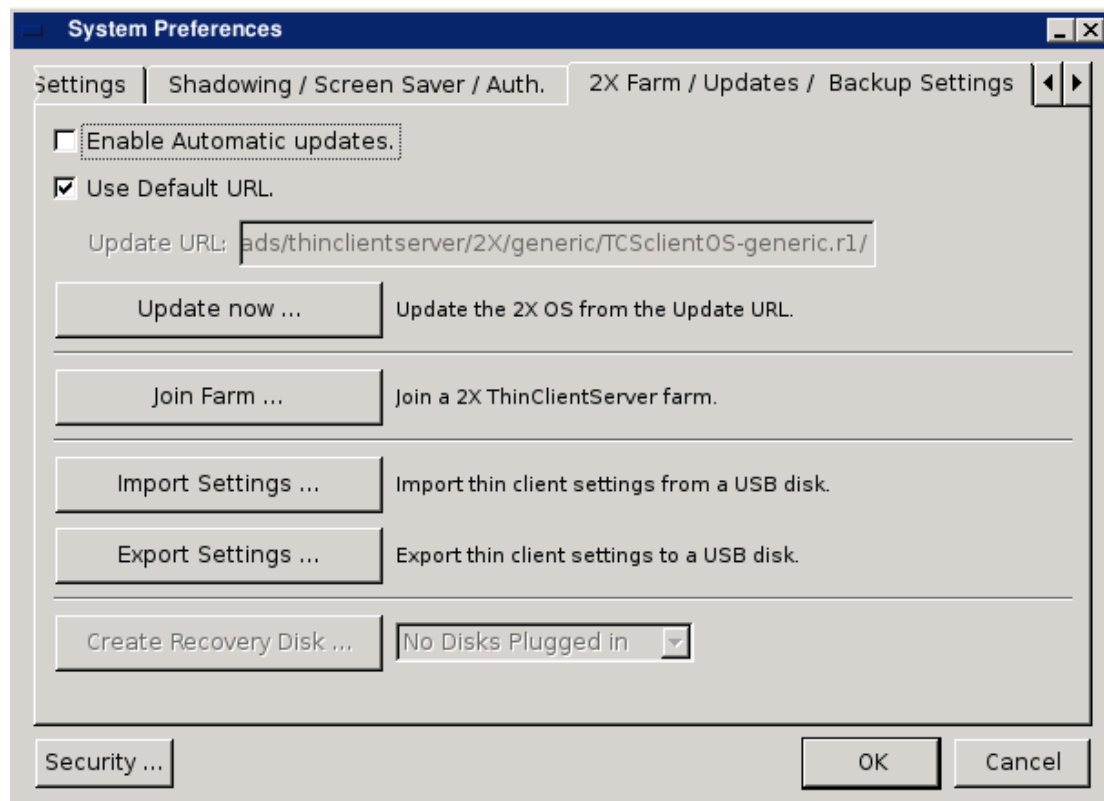 System Preferences
Settings Shadowing / Screen Saver / Auth. 2X Farm / Updates / Backup Settings
Enable Automatic updates.
Use Default URL.
Update URL: ads/thinclientserver/2X/generic/TCSclientOS-generic.r1/
Update now ... Update the 2X OS from the Update URL.
Join Farm ... Join a 2X ThinClientServer farm.
Import Settings ... Import thin client settings from a USB disk.
Export Settings ... Export thin client settings to a USB disk.
Create Recovery Disk ... No Disks Plugged in
Security ... OK Cancel